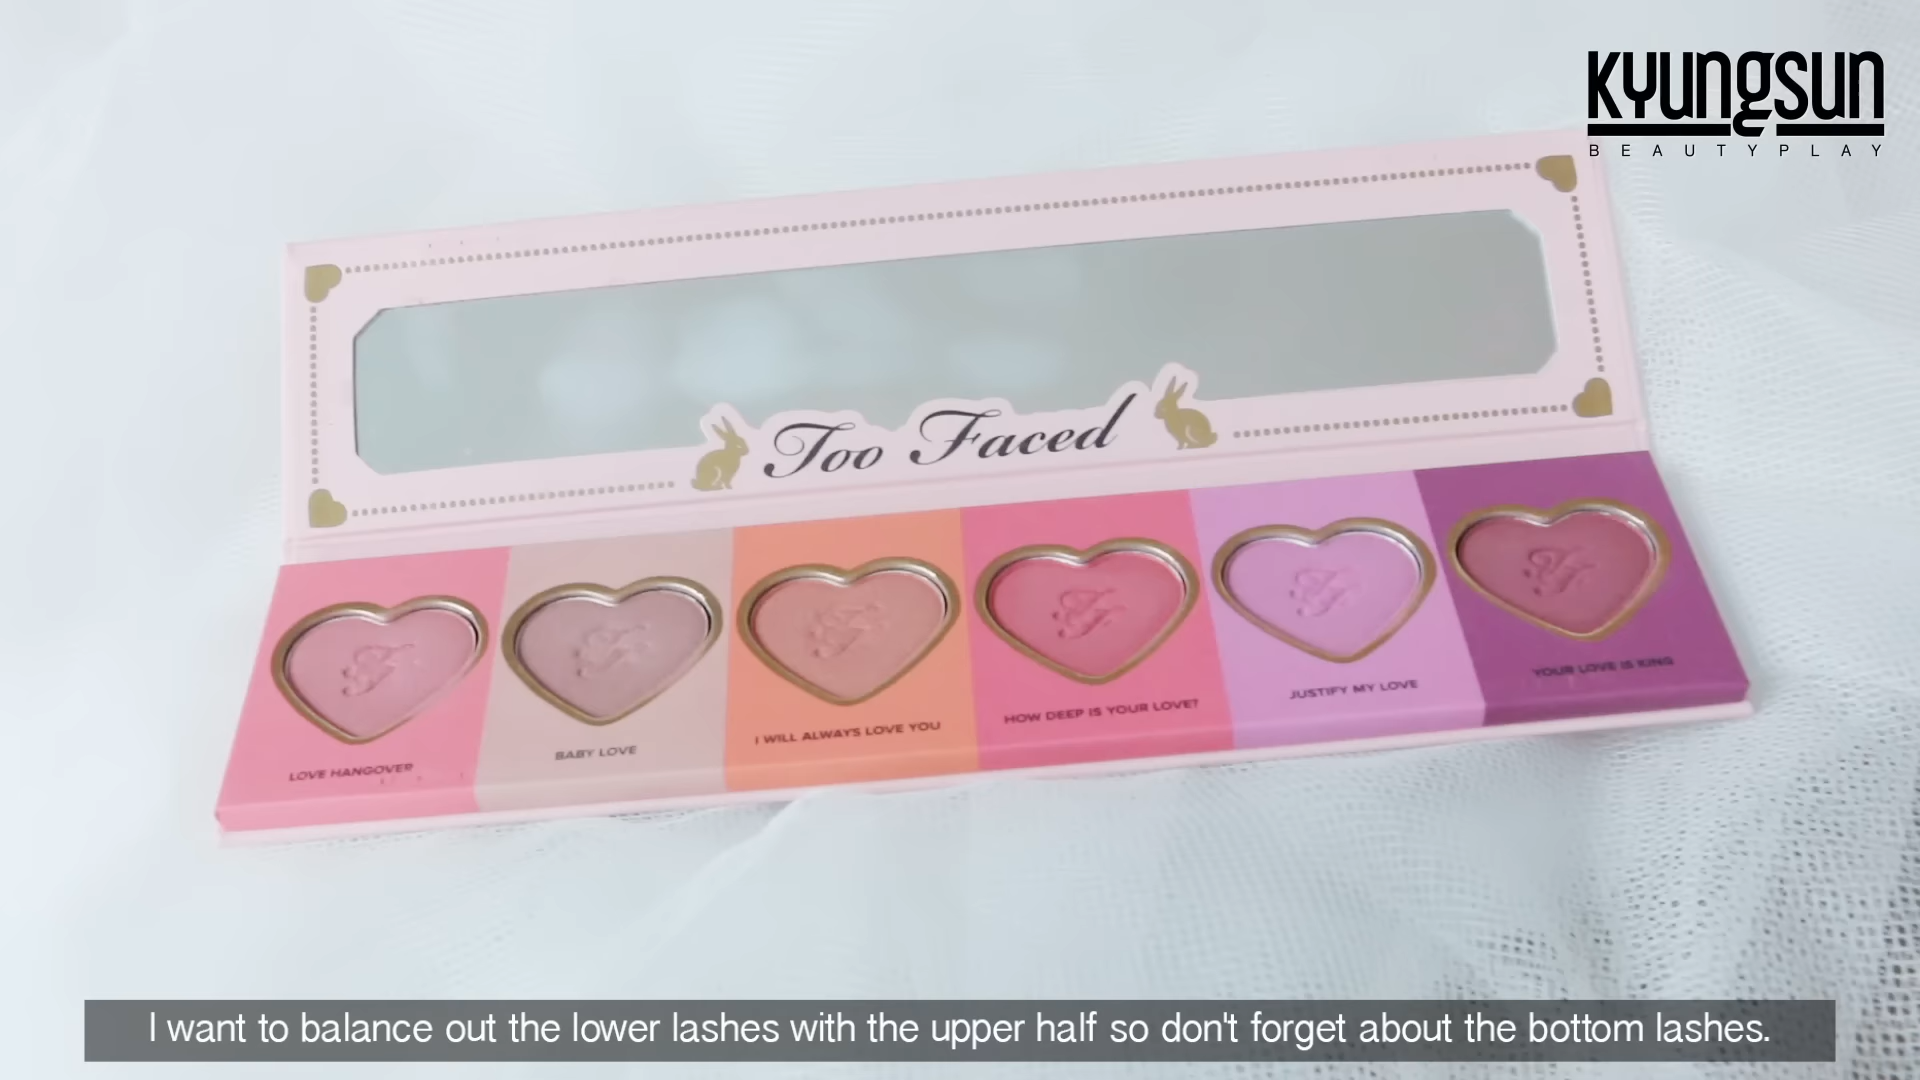 Kyungsun
BEAUTYPLAY
Too Faced
LOVE HANGOVER
BABY LOVE
I WILL ALWAYS LOVE YOU
HOW DEEP IS YOUR LOVE?
JUSTIFY MY LOVE
YOUR LOVE IS KING
I want to balance out the lower lashes with the upper half so don't forget about the bottom lashes.